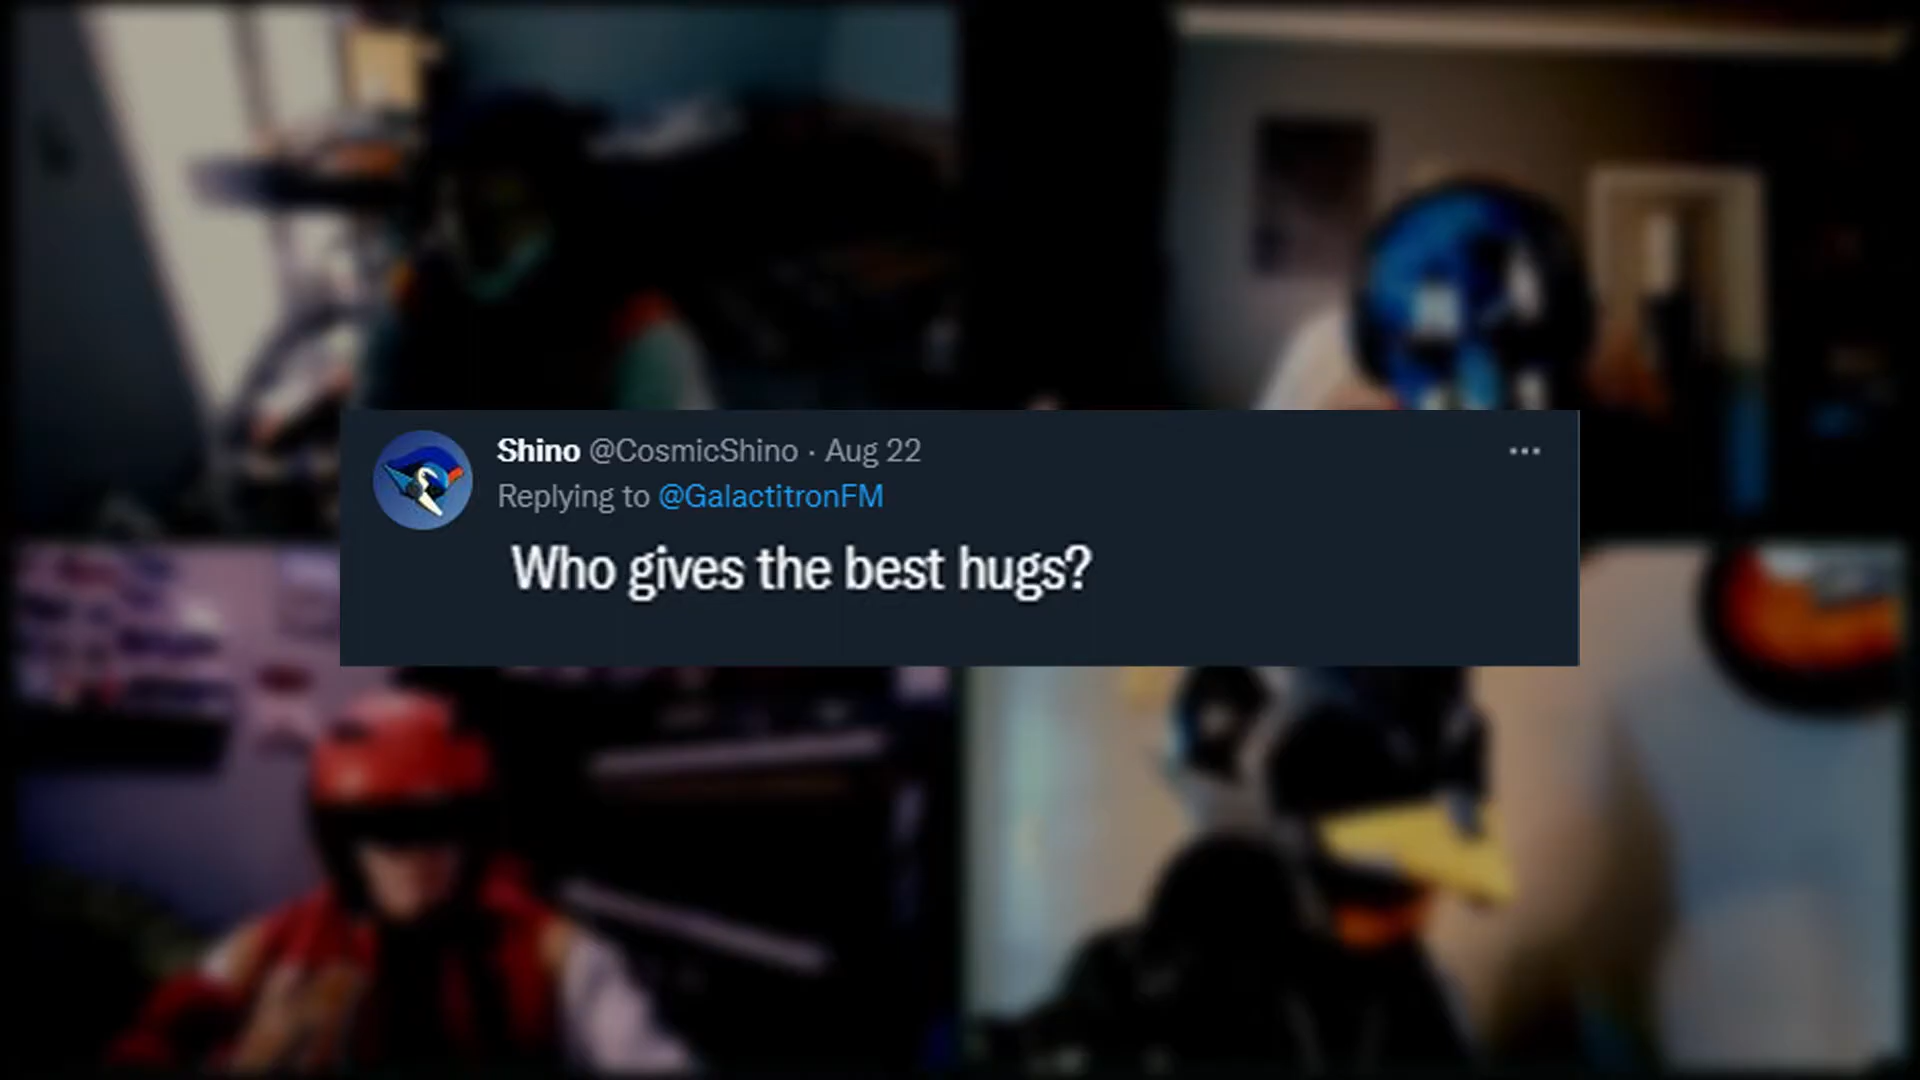 Shino @CosmicShino · Aug 22
Replying to @GalactitronFM
Who gives the best hugs?